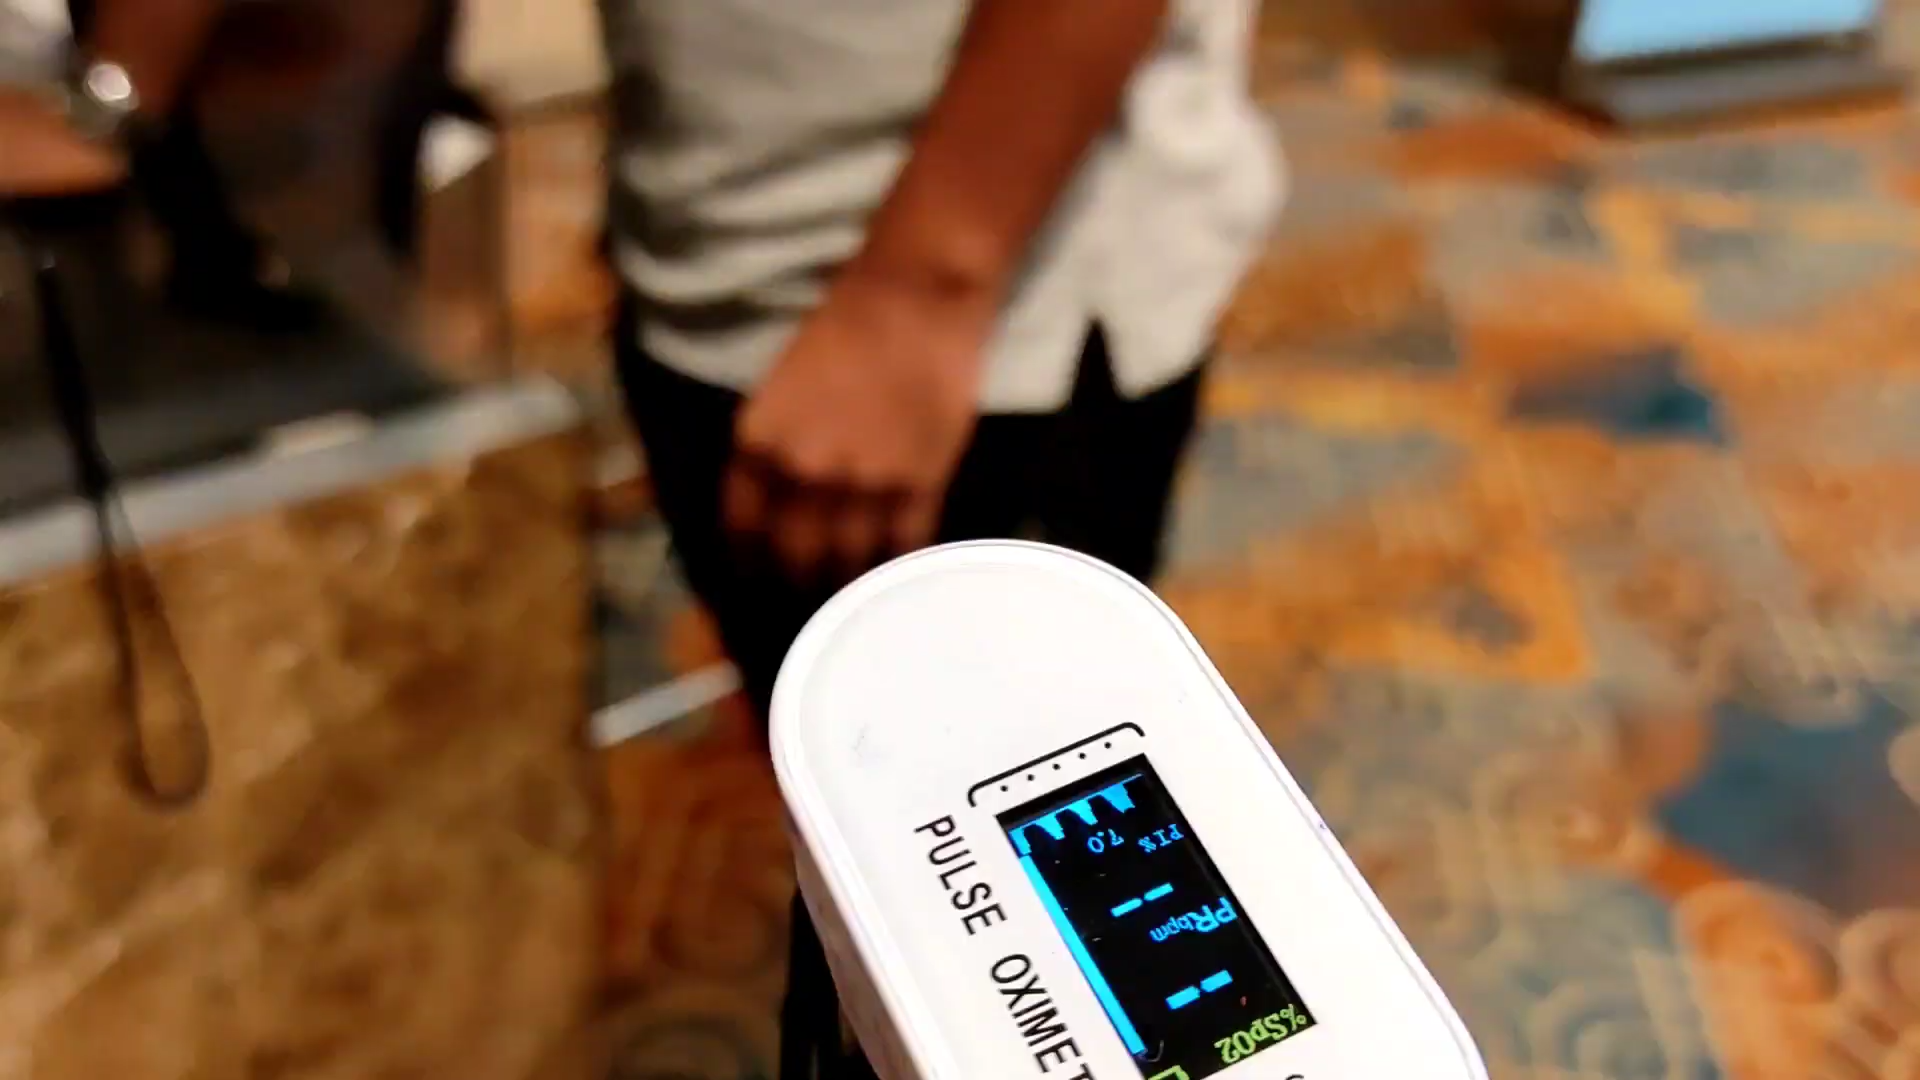 PULSE OXIMET
%SpO2
--
PRbpm
--
PI% 7.0